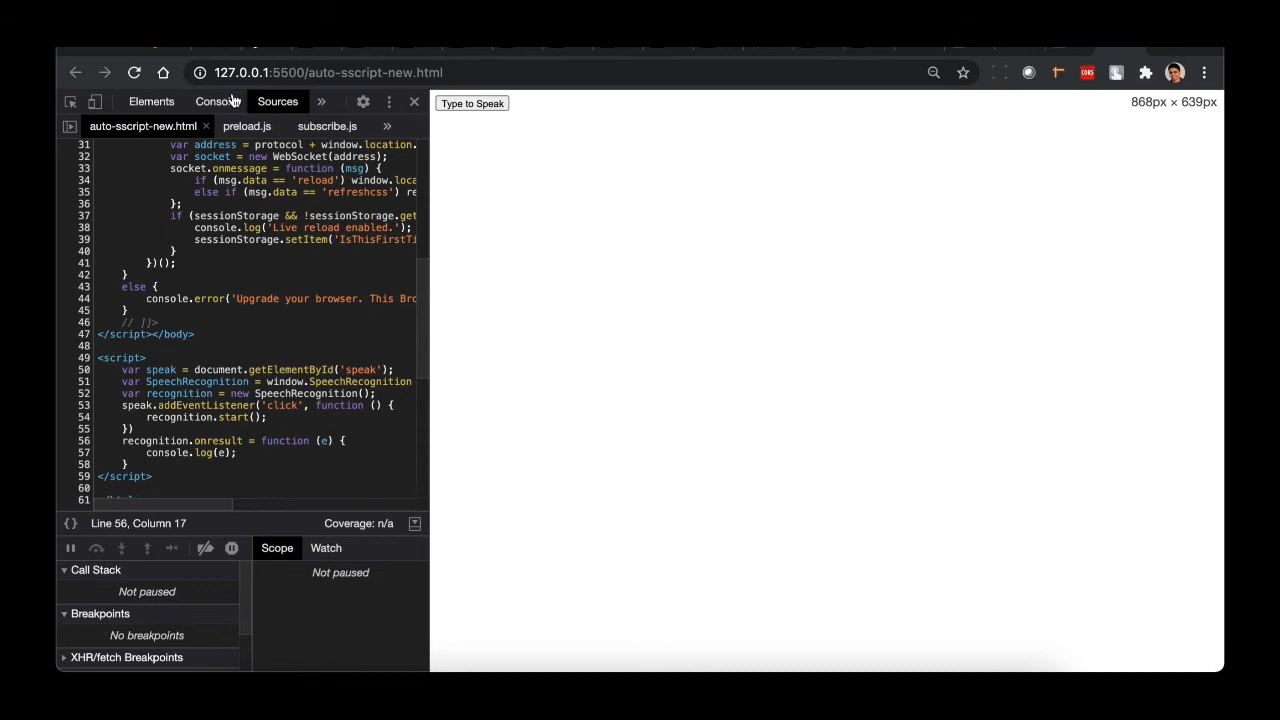 127.0.0.1:5500/auto-sscript-new.html
CORS
Elements Console Sources »
auto-sscript-new.html × preload.js subscribe.js »
31 var address = protocol + window.location.
32 var socket = new WebSocket(address);
33 socket.onmessage = function (msg) {
34 if (msg.data == 'reload') window.loca
35 else if (msg.data == 'refreshcss') re
36 };
37 if (sessionStorage && !sessionStorage.get
38 console.log('Live reload enabled.');
39 sessionStorage.setItem('IsThisFirstTi
40 }
41 })();
42 }
43 else {
44 console.error('Upgrade your browser. This Bro
45 }
46 // ]]>
47 </script></body>
48
49 <script>
50 var speak = document.getElementById('speak');
51 var SpeechRecognition = window.SpeechRecognition
52 var recognition = new SpeechRecognition();
53 speak.addEventListener('click', function () {
54 recognition.start();
55 })
56 recognition.onresult = function (e) {
57 console.log(e);
58 }
59 </script>
60
61
{} Line 56, Column 17 Coverage: n/a
Scope Watch
Call Stack
Not paused
Not paused
Breakpoints
No breakpoints
XHR/fetch Breakpoints
Type to Speak
868px × 639px